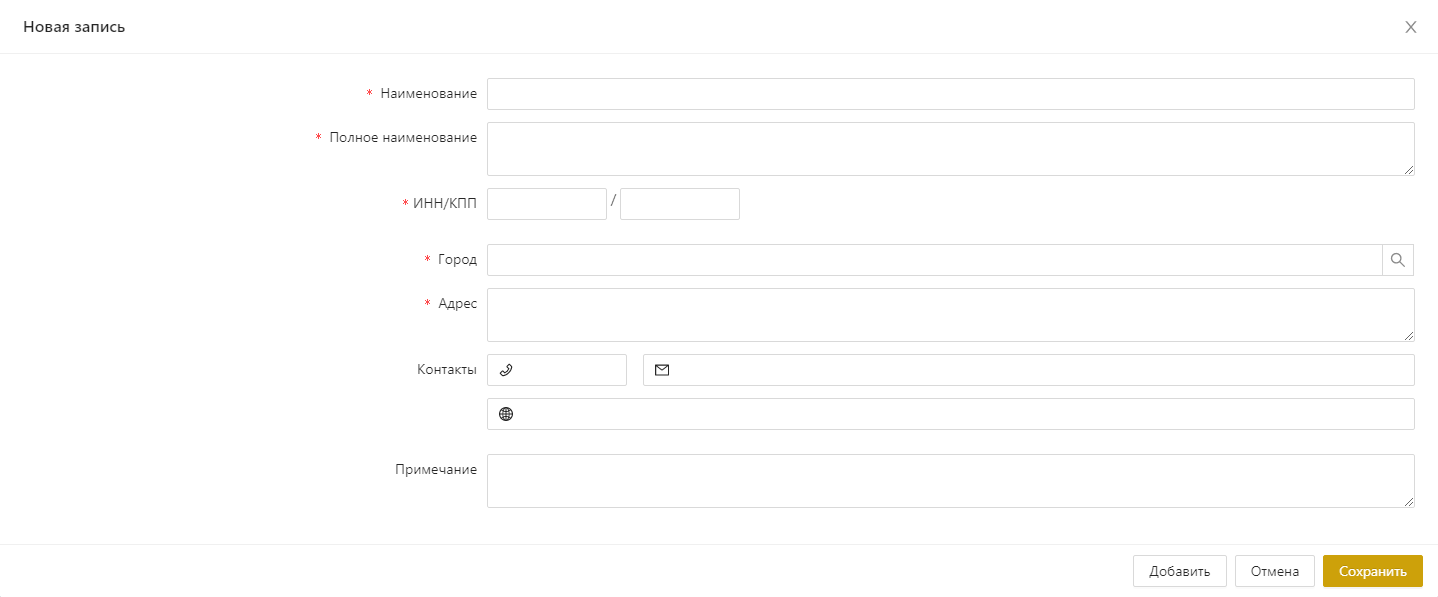 Новая запись
* Наименование
* Полное наименование
* ИНН/КПП /
* Город
* Адрес
Контакты
Примечание
Добавить Отмена Сохранить